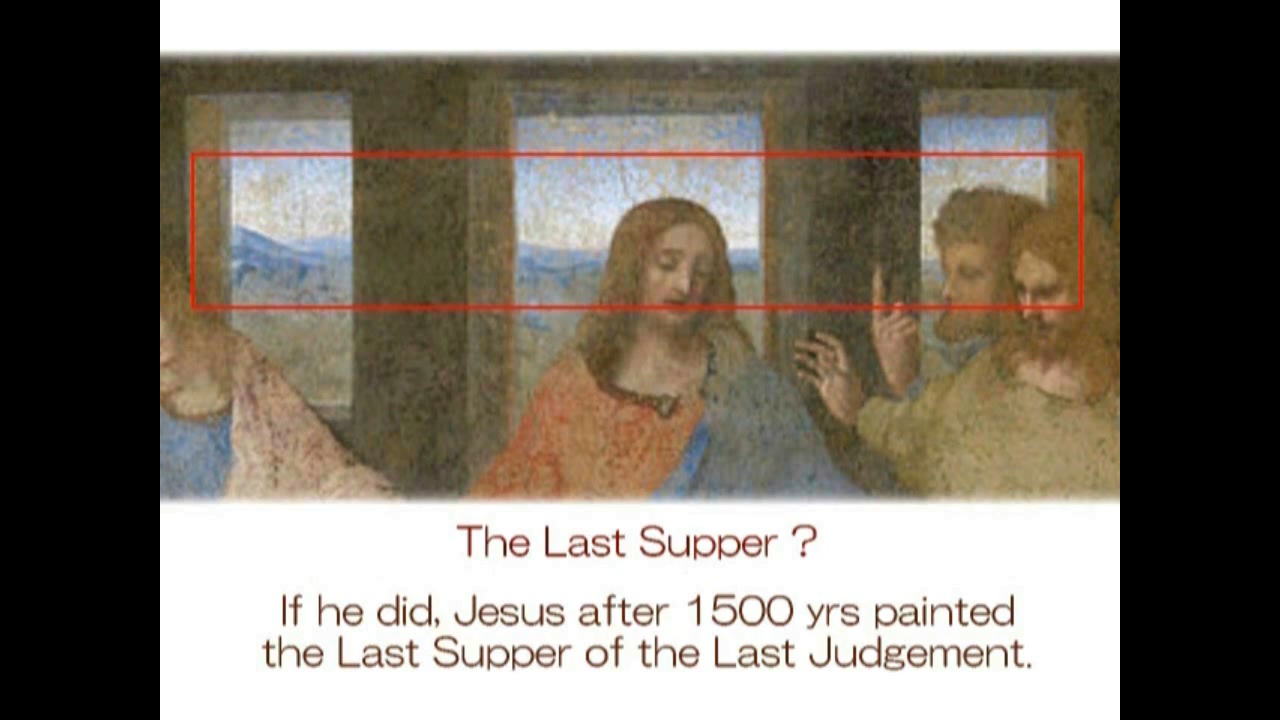 The Last Supper ?
If he did, Jesus after 1500 yrs painted
the Last Supper of the Last Judgement.